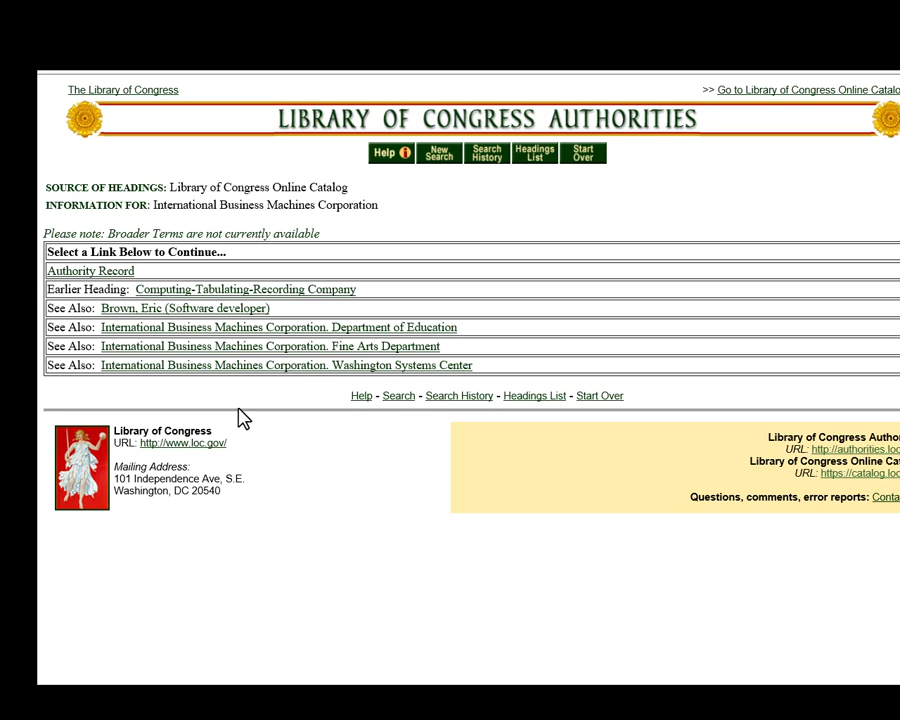 The Library of Congress
>> Go to Library of Congress Online Catalo
LIBRARY OF CONGRESS AUTHORITIES
Help i New Search Search History Headings List Start Over
SOURCE OF HEADINGS: Library of Congress Online Catalog
INFORMATION FOR: International Business Machines Corporation
Please note: Broader Terms are not currently available
Select a Link Below to Continue...
Authority Record
Earlier Heading: Computing-Tabulating-Recording Company
See Also: Brown, Eric (Software developer)
See Also: International Business Machines Corporation. Department of Education
See Also: International Business Machines Corporation. Fine Arts Department
See Also: International Business Machines Corporation. Washington Systems Center
Help - Search - Search History - Headings List - Start Over
Library of Congress
URL: http://www.loc.gov/
Mailing Address:
101 Independence Ave, S.E.
Washington, DC 20540
Library of Congress Autho
URL: http://authorities.loc
Library of Congress Online Cat
URL: https://catalog.loc
Questions, comments, error reports: Conta